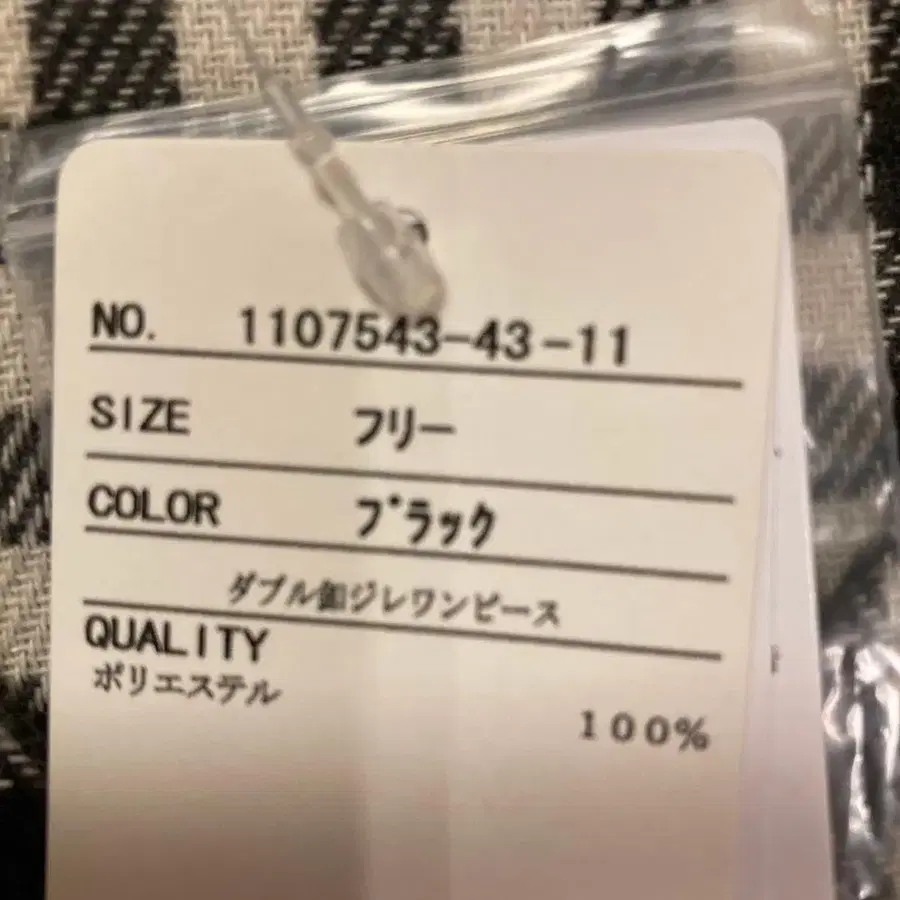 NO. 1107543-43-11
SIZE フリー
COLOR ブラック
ダブル釦ジレワンピース
QUALITY
ポリエステル
100%